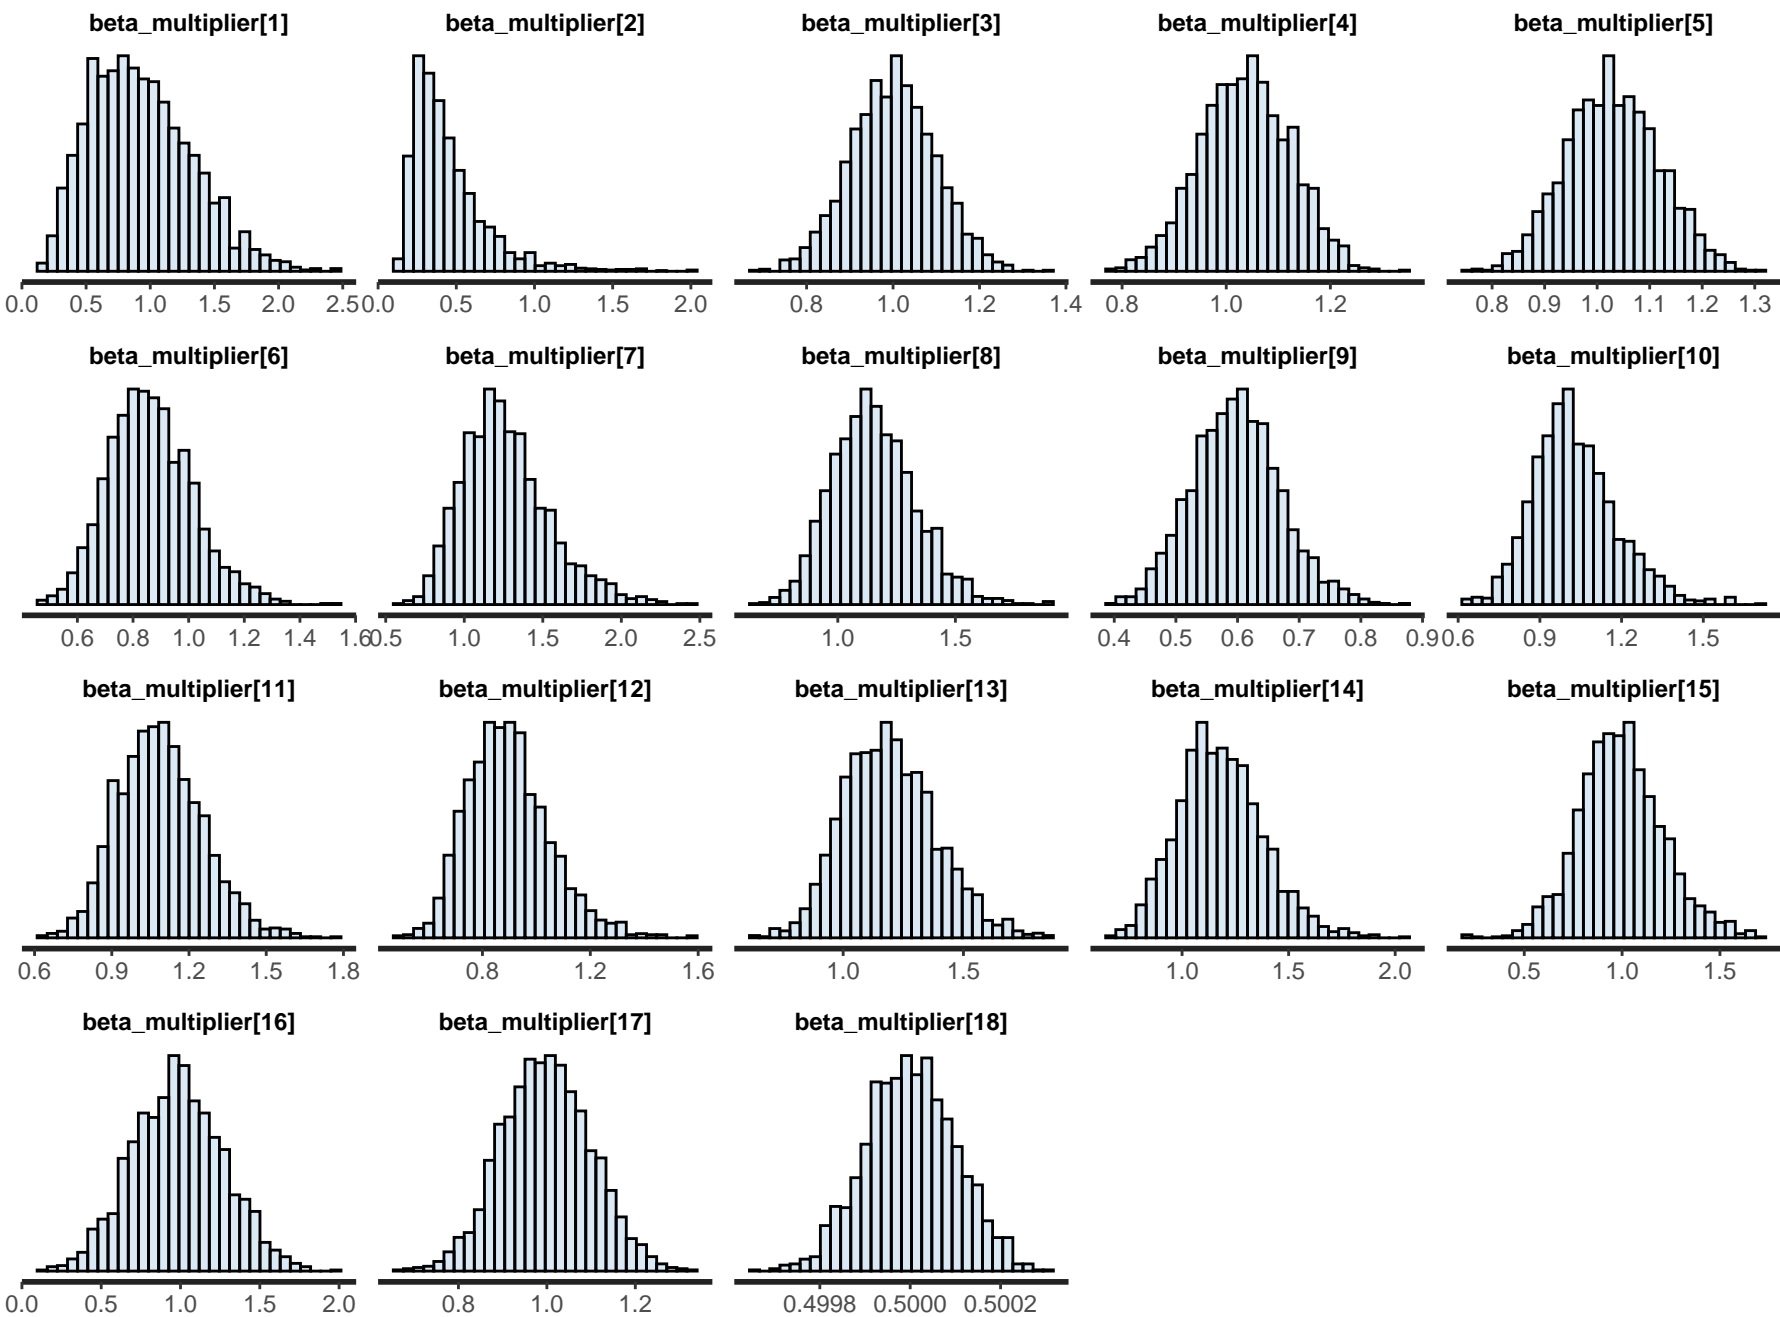 beta_multiplier[1] beta_multiplier[2] beta_multiplier[3] beta_multiplier[4] beta_multiplier[5]
0.0 0.5 1.0 1.5 2.0 2.5 0.0 0.5 1.0 1.5 2.0 0.8 1.0 1.2 1.4 0.8 1.0 1.2 0.8 0.9 1.0 1.1 1.2 1.3
beta_multiplier[6] beta_multiplier[7] beta_multiplier[8] beta_multiplier[9] beta_multiplier[10]
0.6 0.8 1.0 1.2 1.4 1.6 0.5 1.0 1.5 2.0 2.5 1.0 1.5 0.4 0.5 0.6 0.7 0.8 0.9 0.6 0.9 1.2 1.5
beta_multiplier[11] beta_multiplier[12] beta_multiplier[13] beta_multiplier[14] beta_multiplier[15]
0.6 0.9 1.2 1.5 1.8 0.8 1.2 1.6 1.0 1.5 1.0 1.5 2.0 0.5 1.0 1.5
beta_multiplier[16] beta_multiplier[17] beta_multiplier[18]
0.0 0.5 1.0 1.5 2.0 0.8 1.0 1.2 0.4998 0.5000 0.5002